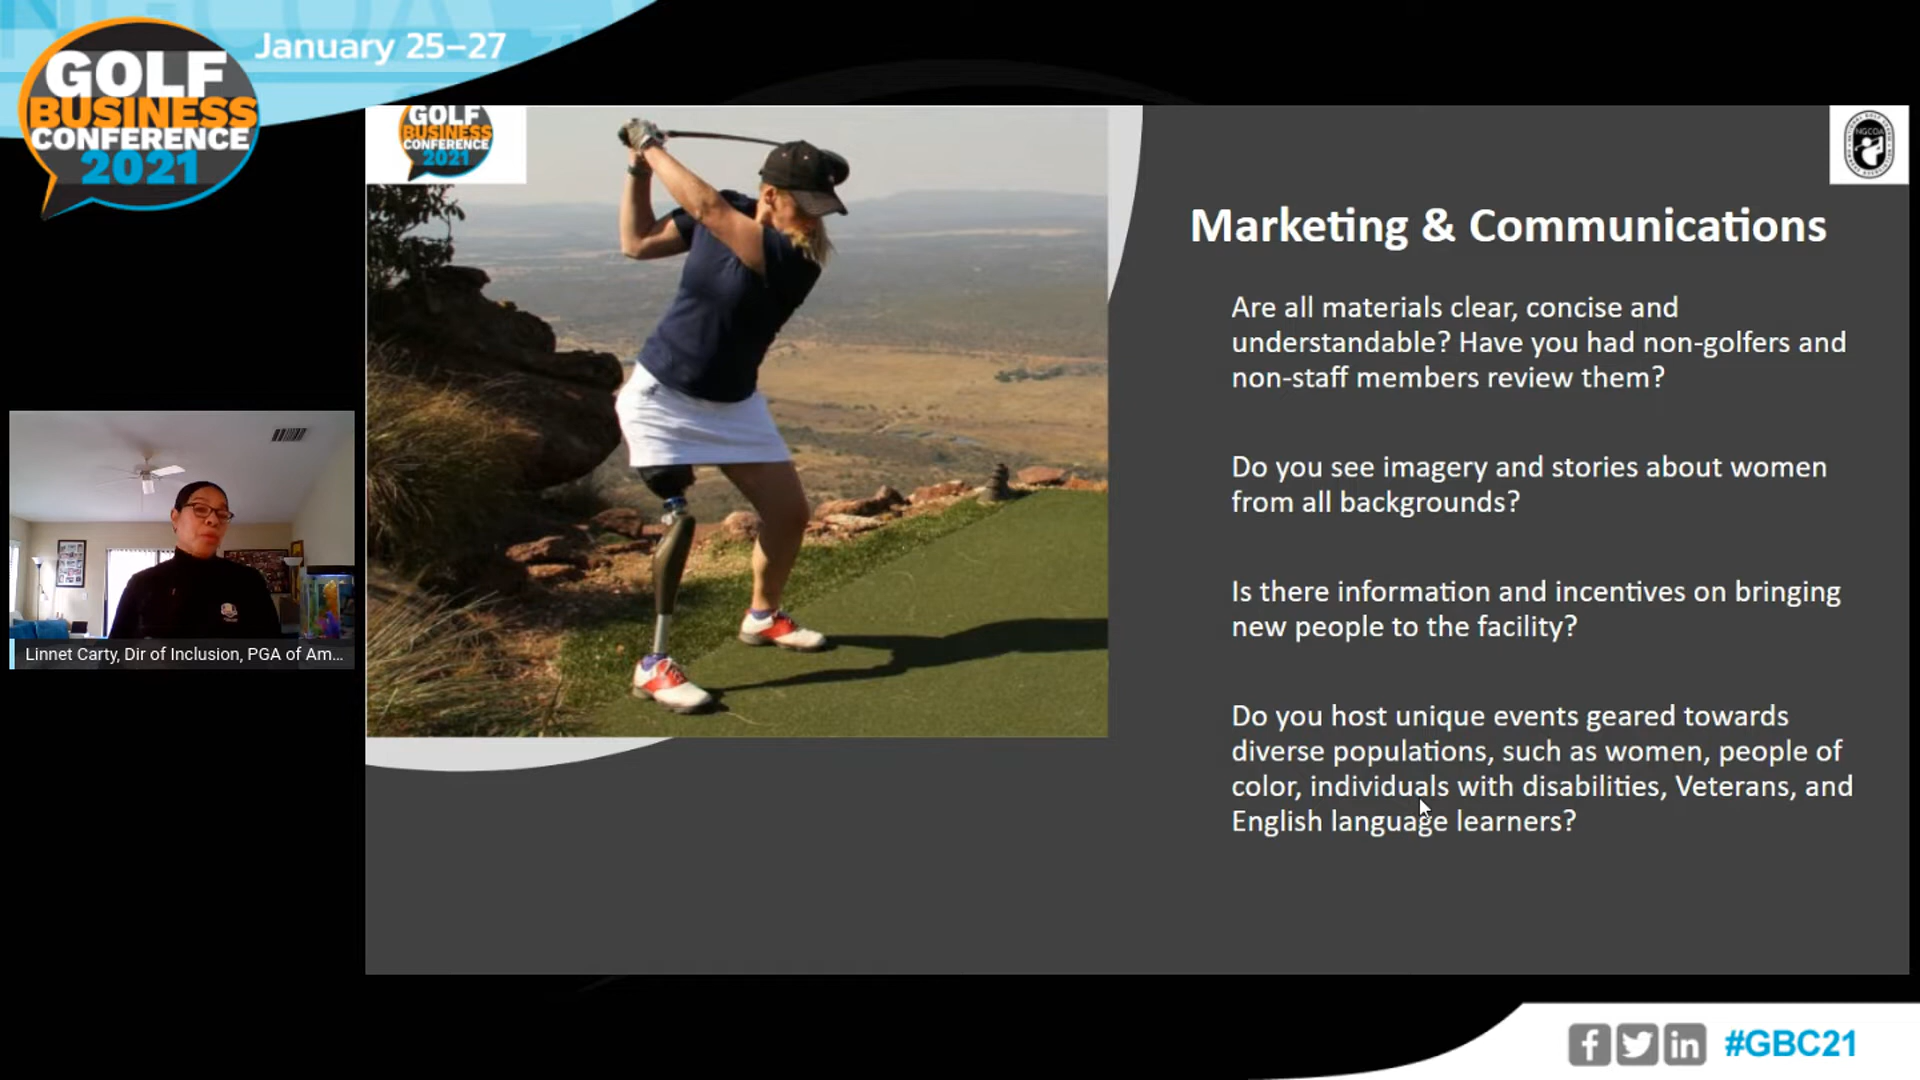 January 25–27
GOLF
BUSINESS
CONFERENCE
2021
GOLF
BUSINESS
CONFERENCE
2021
NGCOA
Marketing & Communications
Are all materials clear, concise and
understandable? Have you had non-golfers and
non-staff members review them?
Do you see imagery and stories about women
from all backgrounds?
Is there information and incentives on bringing
new people to the facility?
Do you host unique events geared towards
diverse populations, such as women, people of
color, individuals with disabilities, Veterans, and
English language learners?
Linnet Carty, Dir of Inclusion, PGA of Am...
#GBC21